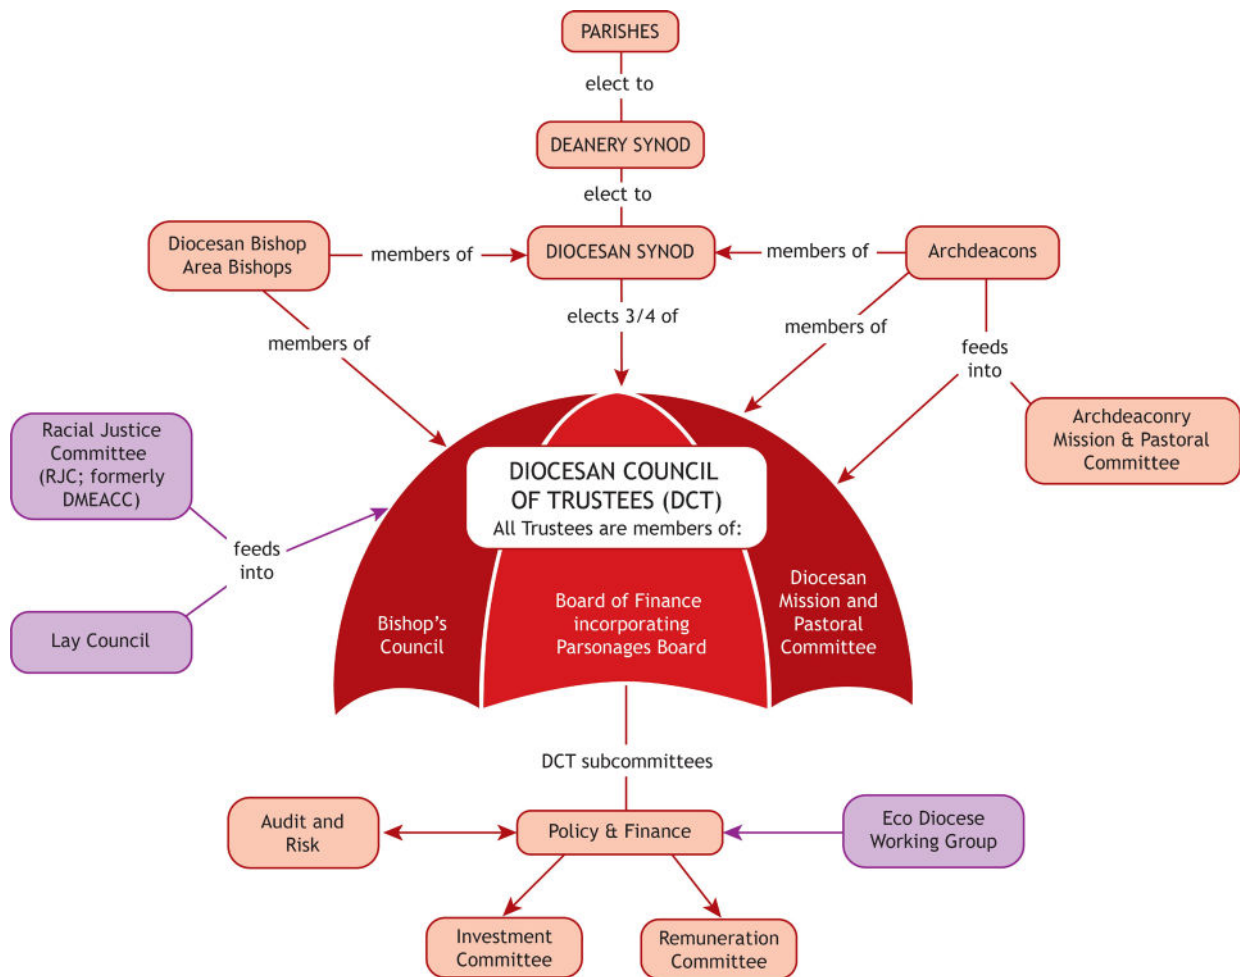 PARISHES
elect to
DEANERY SYNOD
elect to
Diocesan Bishop
Area Bishops
members of
DIOCESAN SYNOD
members of
Archdeacons
members of
elects 3/4 of
members of
feeds
into
Racial Justice
Committee
(RJC; formerly
DMEACC)
Archdeaconry
Mission & Pastoral
Committee
DIOCESAN COUNCIL
OF TRUSTEES (DCT)
All Trustees are members of:
feeds
into
Lay Council
Bishop’s
Council
Board of Finance
incorporating
Parsonages Board
Diocesan
Mission and
Pastoral
Committee
DCT subcommittees
Audit and
Risk
Policy & Finance
Eco Diocese
Working Group
Investment
Committee
Remuneration
Committee